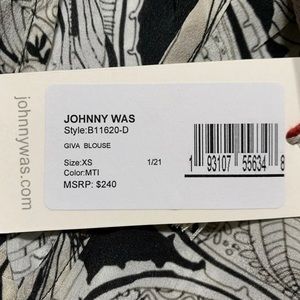 johnnywas.com
JOHNNY WAS
Style:B11620-D
GIVA BLOUSE
Size:XS 1/21
Color:MTI
MSRP: $240
1 93107 55634 8